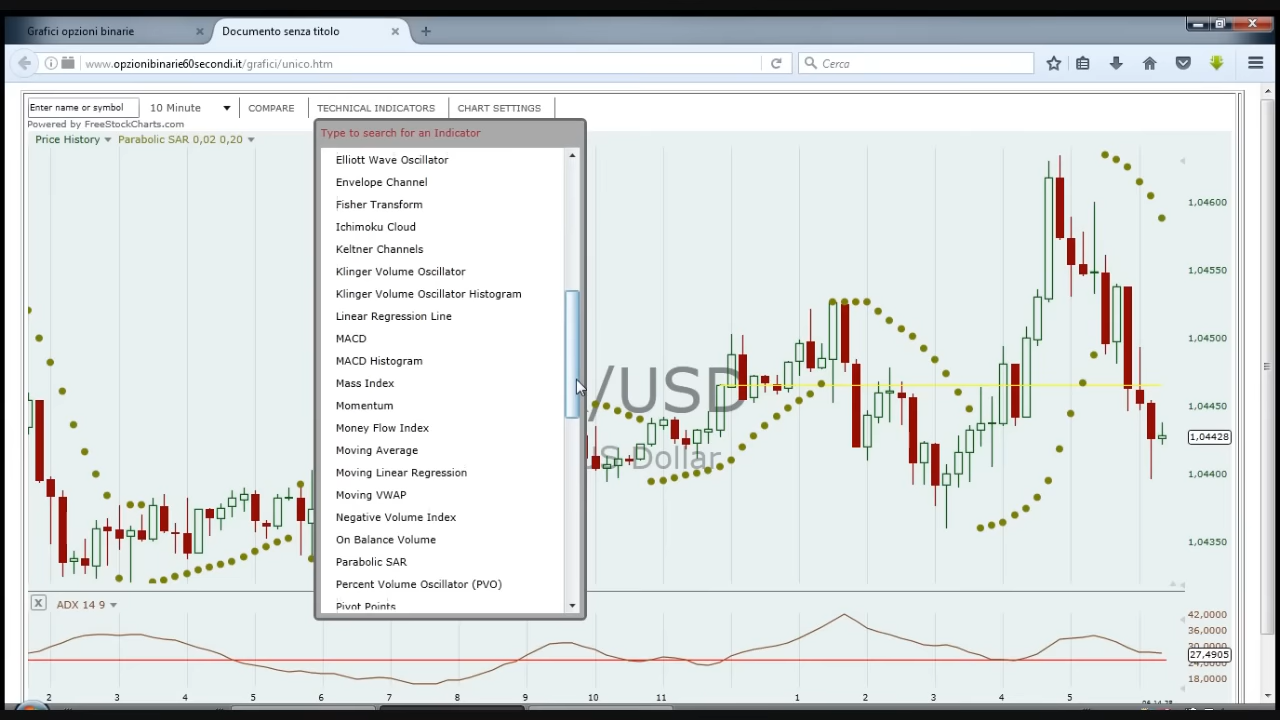 Grafici opzioni binarie
Documento senza titolo
www.opzionibinarie60secondi.it/grafici/unico.htm
Cerca
Enter name or symbol
10 Minute
COMPARE
TECHNICAL INDICATORS
CHART SETTINGS
Powered by FreeStockCharts.com
Price History
Parabolic SAR 0,02 0,20
Type to search for an Indicator
Elliott Wave Oscillator
Envelope Channel
Fisher Transform
Ichimoku Cloud
Keltner Channels
Klinger Volume Oscillator
Klinger Volume Oscillator Histogram
Linear Regression Line
MACD
MACD Histogram
Mass Index
Momentum
Money Flow Index
Moving Average
Moving Linear Regression
Moving VWAP
Negative Volume Index
On Balance Volume
Parabolic SAR
Percent Volume Oscillator (PVO)
Pivot Points
/USD
US Dollar
1,04600
1,04550
1,04500
1,04450
1,04428
1,04400
1,04350
X ADX 14 9
42,0000
36,0000
30,0000
27,4905
24,0000
18,0000
2 3 4 5 6 7 8 9 10 11 1 2 3 4 5